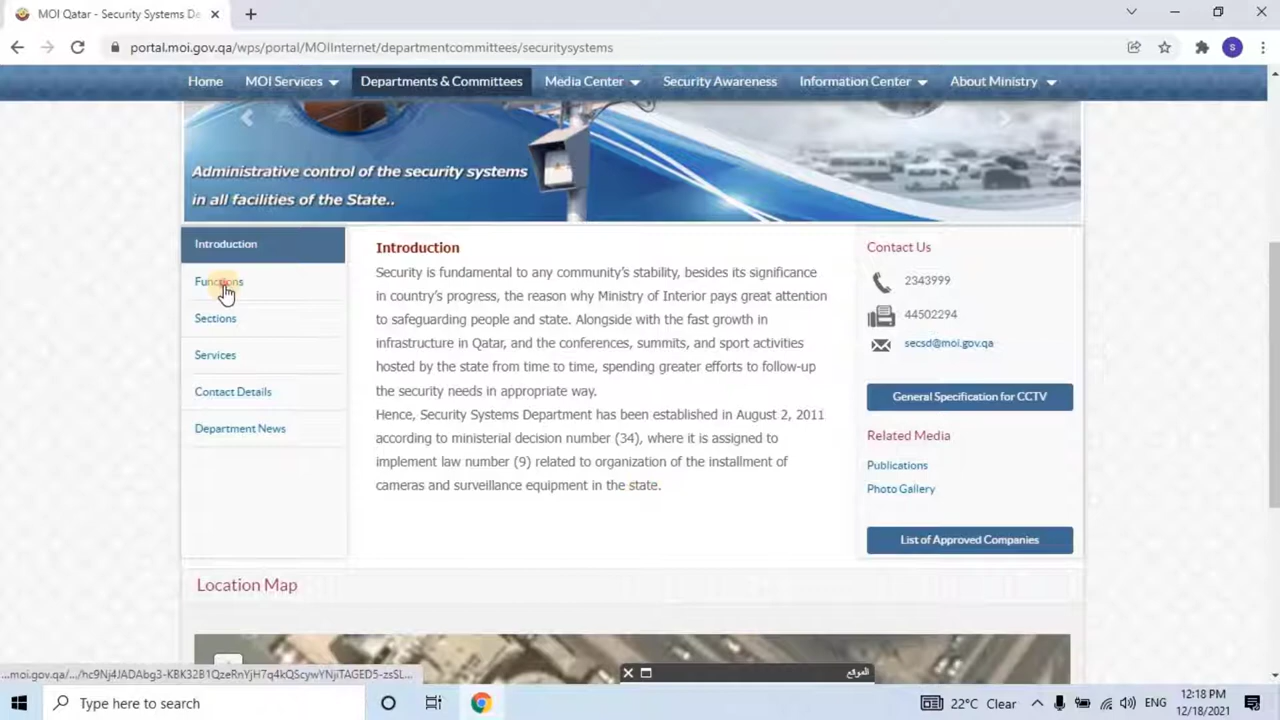 MOI Qatar - Security Systems De
portal.moi.gov.qa/wps/portal/MOIInternet/departmentcommittees/securitysystems
S
Home MOI Services Departments & Committees Media Center Security Awareness Information Center About Ministry
Administrative control of the security systems
in all facilities of the State..
Introduction
Functions
Sections
Services
Contact Details
Department News
Introduction
Security is fundamental to any community's stability, besides its significance
in country's progress, the reason why Ministry of Interior pays great attention
to safeguarding people and state. Alongside with the fast growth in
infrastructure in Qatar, and the conferences, summits, and sport activities
hosted by the state from time to time, spending greater efforts to follow-up
the security needs in appropriate way.
Hence, Security Systems Department has been established in August 2, 2011
according to ministerial decision number (34), where it is assigned to
implement law number (9) related to organization of the installment of
cameras and surveillance equipment in the state.
Contact Us
2343999
44502294
secsd@moi.gov.qa
General Specification for CCTV
Related Media
Publications
Photo Gallery
List of Approved Companies
Location Map
الموقع
Type here to search
22°C Clear
ENG
12:18 PM
12/18/2021